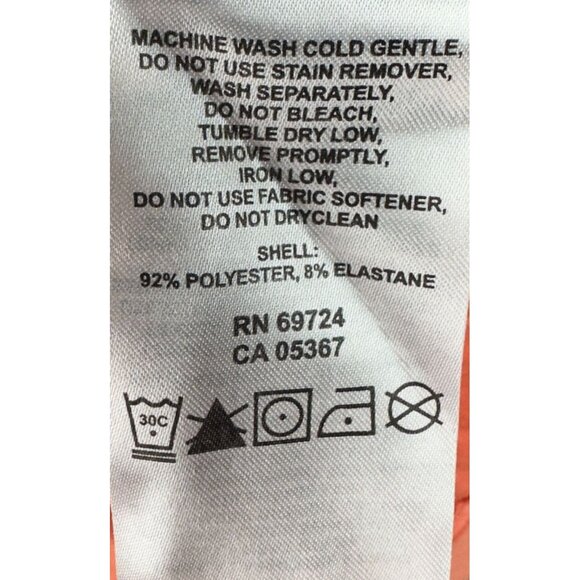 MACHINE WASH COLD GENTLE,
DO NOT USE STAIN REMOVER,
WASH SEPARATELY,
DO NOT BLEACH,
TUMBLE DRY LOW,
REMOVE PROMPTLY,
IRON LOW,
DO NOT USE FABRIC SOFTENER,
DO NOT DRYCLEAN
SHELL:
92% POLYESTER, 8% ELASTANE
RN 69724
CA 05367
30C